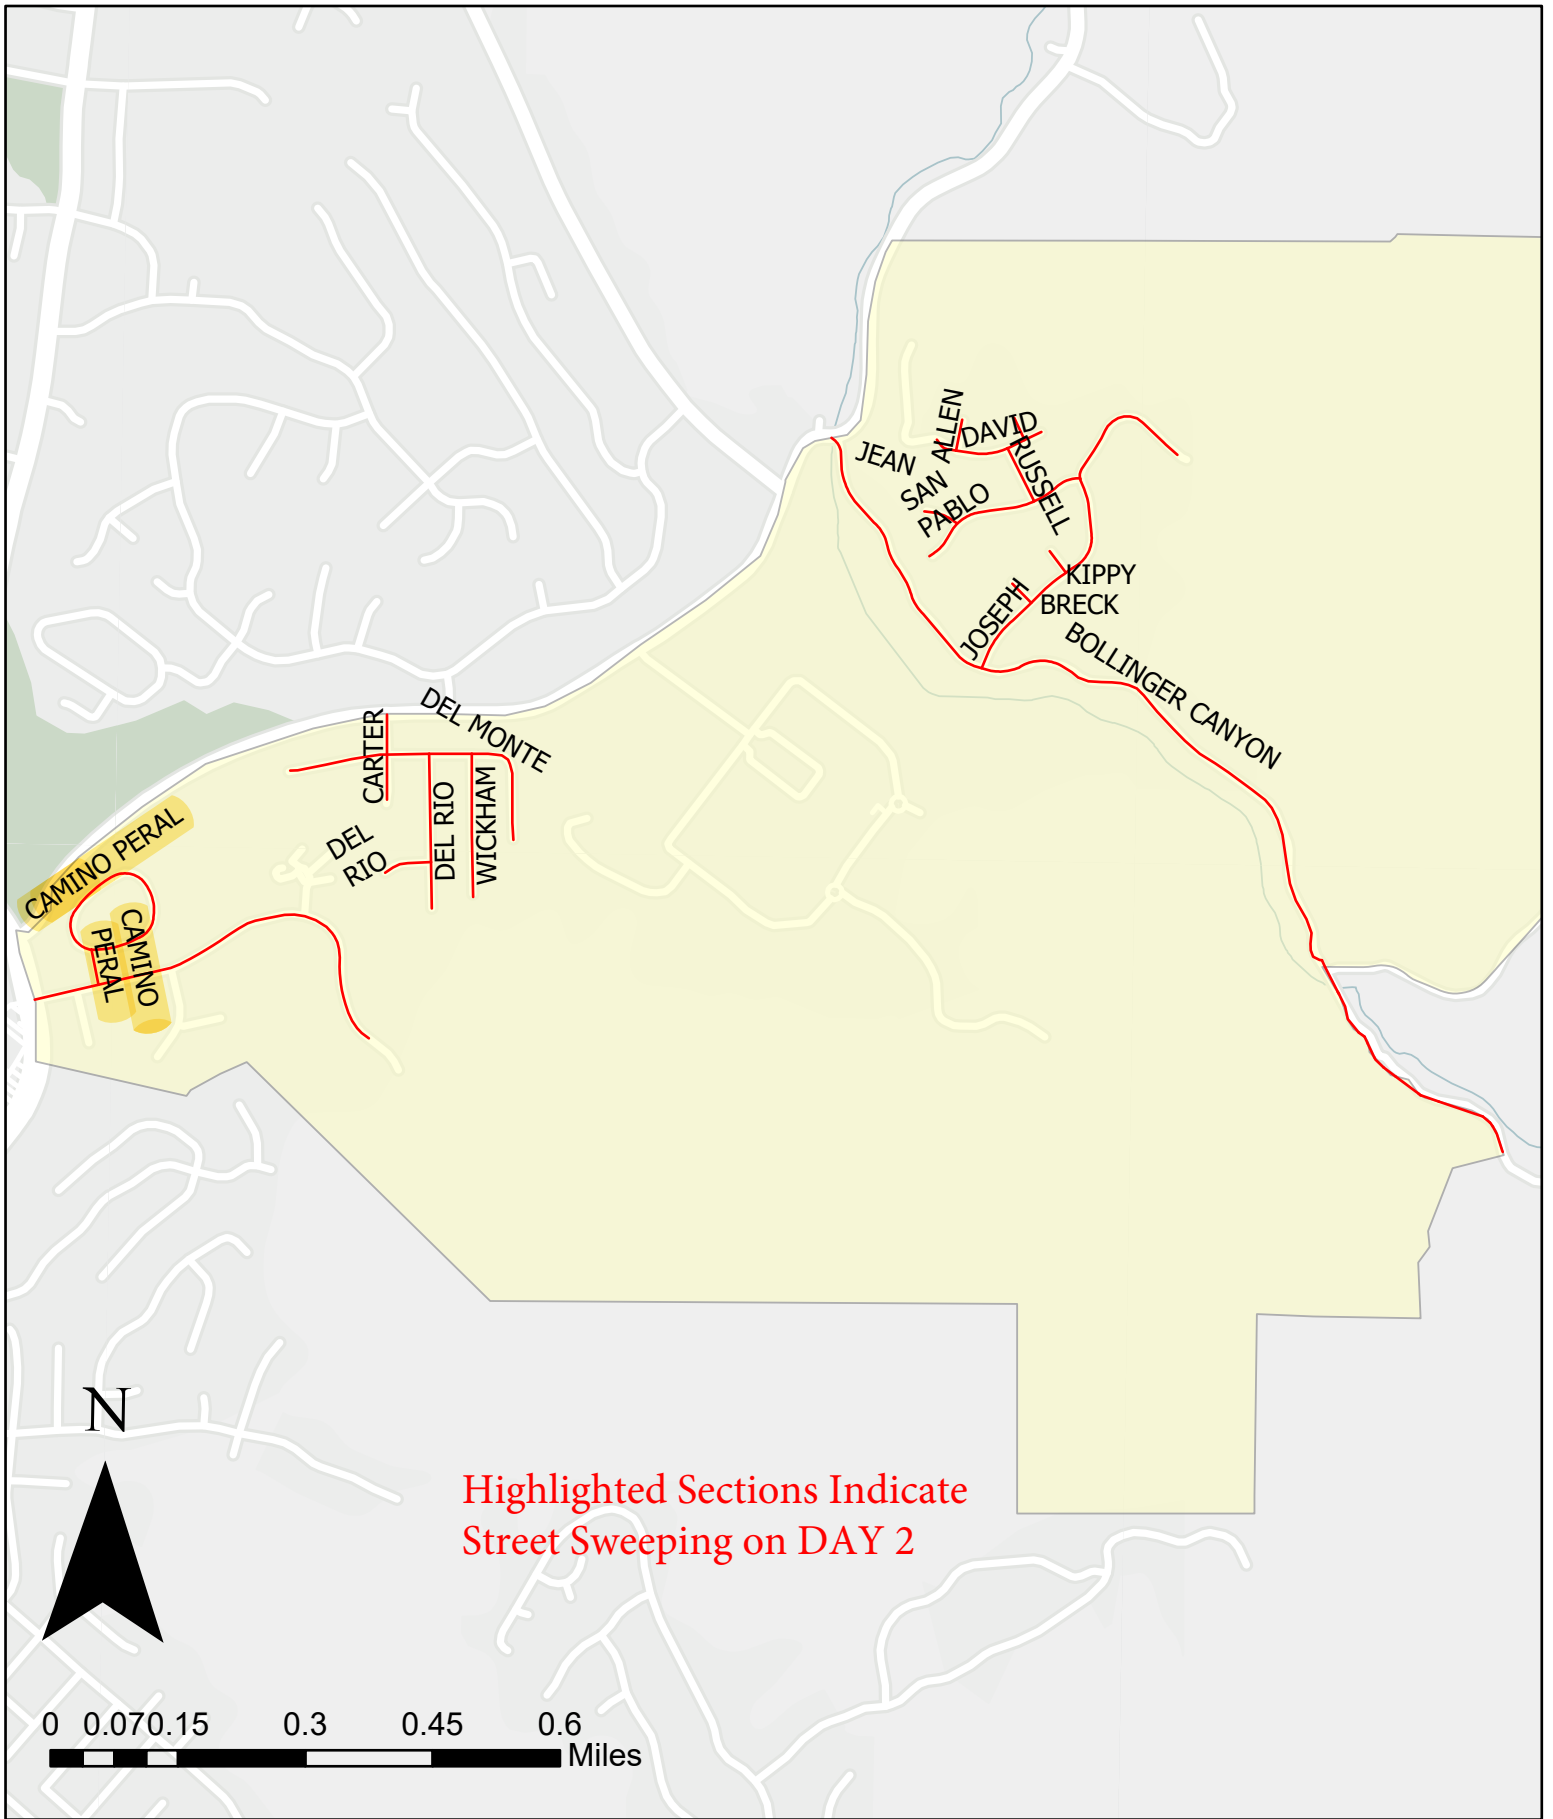 ALLEN
DAVID
JEAN
RUSSELL
SAN
PABLO
KIPPY
JOSEPH
BRECK
BOLLINGER CANYON
DEL MONTE
CARTER
DEL RIO
WICKHAM
DEL
RIO
CAMINO PERAL
CAMINO
PERAL
N
Highlighted Sections Indicate
Street Sweeping on DAY 2
0 0.070.15 0.3 0.45 0.6
Miles